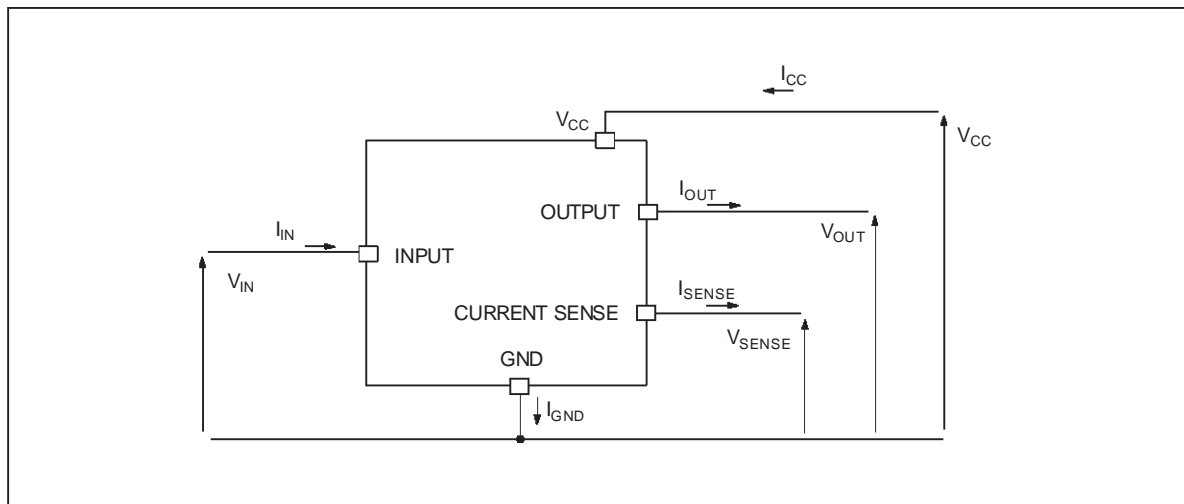 I_CC
V_CC
V_CC
I_OUT
OUTPUT
V_OUT
I_IN
INPUT
V_IN
I_SENSE
CURRENT SENSE
V_SENSE
GND
I_GND